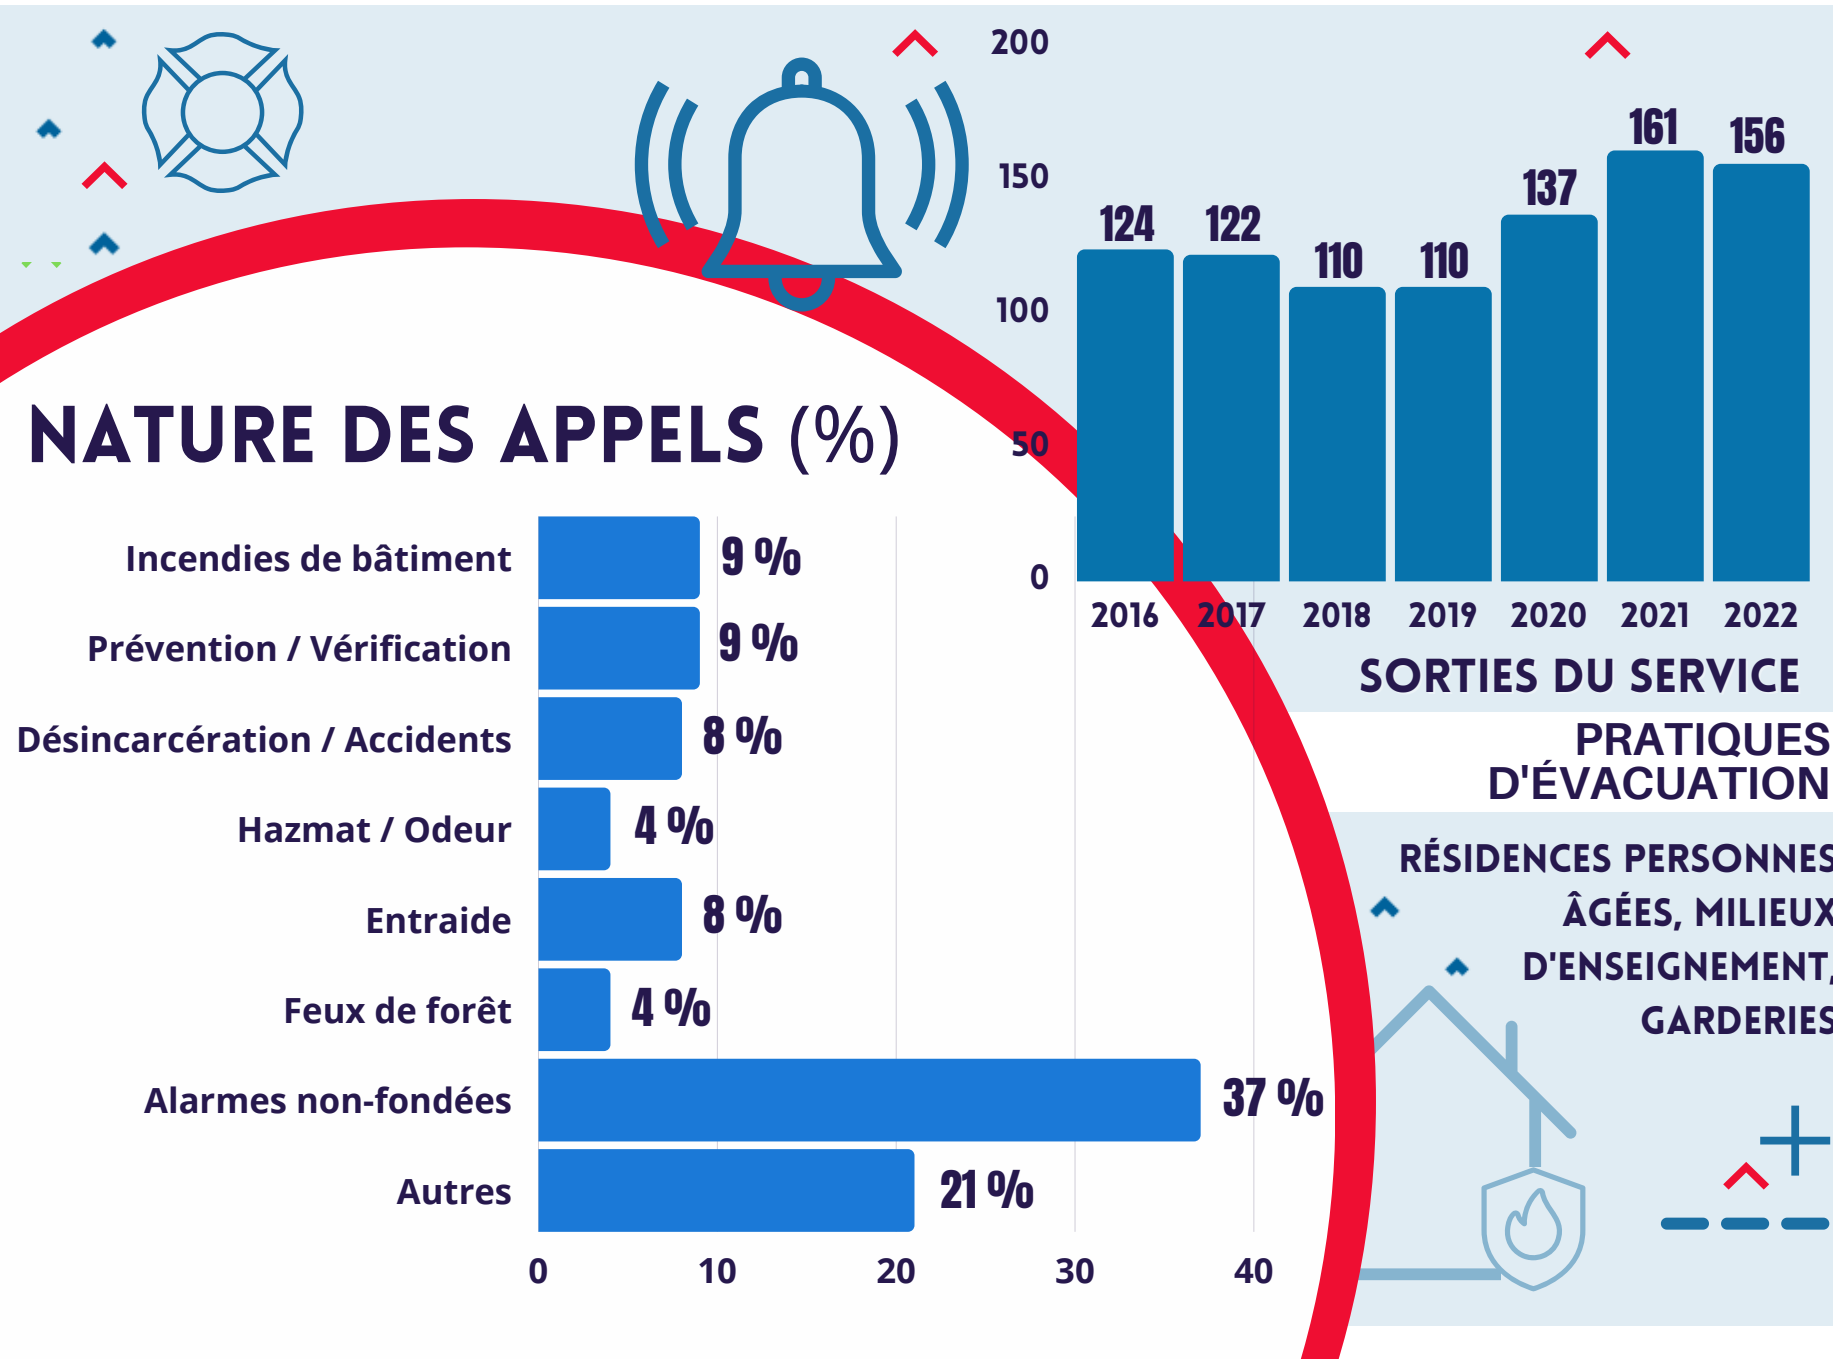 200
150
100
50
0
124
122
110
110
137
161
156
2016 2017 2018 2019 2020 2021 2022
SORTIES DU SERVICE
NATURE DES APPELS (%)
Incendies de bâtiment 9 %
Prévention / Vérification 9 %
Désincarcération / Accidents 8 %
Hazmat / Odeur 4 %
Entraide 8 %
Feux de forêt 4 %
Alarmes non-fondées 37 %
Autres 21 %
0 10 20 30 40
PRATIQUES
D'ÉVACUATION
RÉSIDENCES PERSONNES
ÂGÉES, MILIEUX
D'ENSEIGNEMENT,
GARDERIES